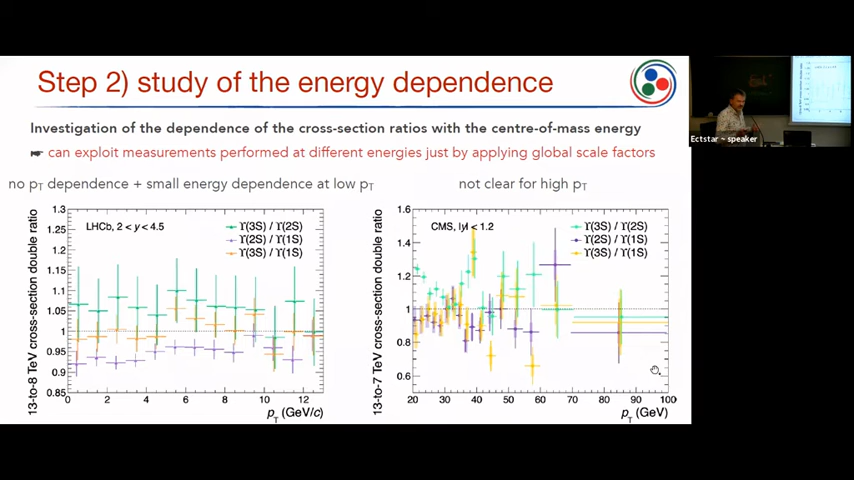 Step 2) study of the energy dependence
Investigation of the dependence of the cross-section ratios with the centre-of-mass energy
☛ can exploit measurements performed at different energies just by applying global scale factors
no pT dependence + small energy dependence at low pT
not clear for high pT
13-to-8 TeV cross-section double ratio
1.3
1.25
1.2
1.15
1.1
1.05
1
0.95
0.9
0.85
LHCb, 2 < y < 4.5
ϒ(3S) / ϒ(2S)
ϒ(2S) / ϒ(1S)
ϒ(3S) / ϒ(1S)
0 2 4 6 8 10 12
pT (GeV/c)
13-to-7 TeV cross-section double ratio
1.6
1.4
1.2
1
0.8
0.6
CMS, |y| < 1.2
ϒ(3S) / ϒ(2S)
ϒ(2S) / ϒ(1S)
ϒ(3S) / ϒ(1S)
20 30 40 50 60 70 80 90 100
pT (GeV)
Ectstar ~ speaker